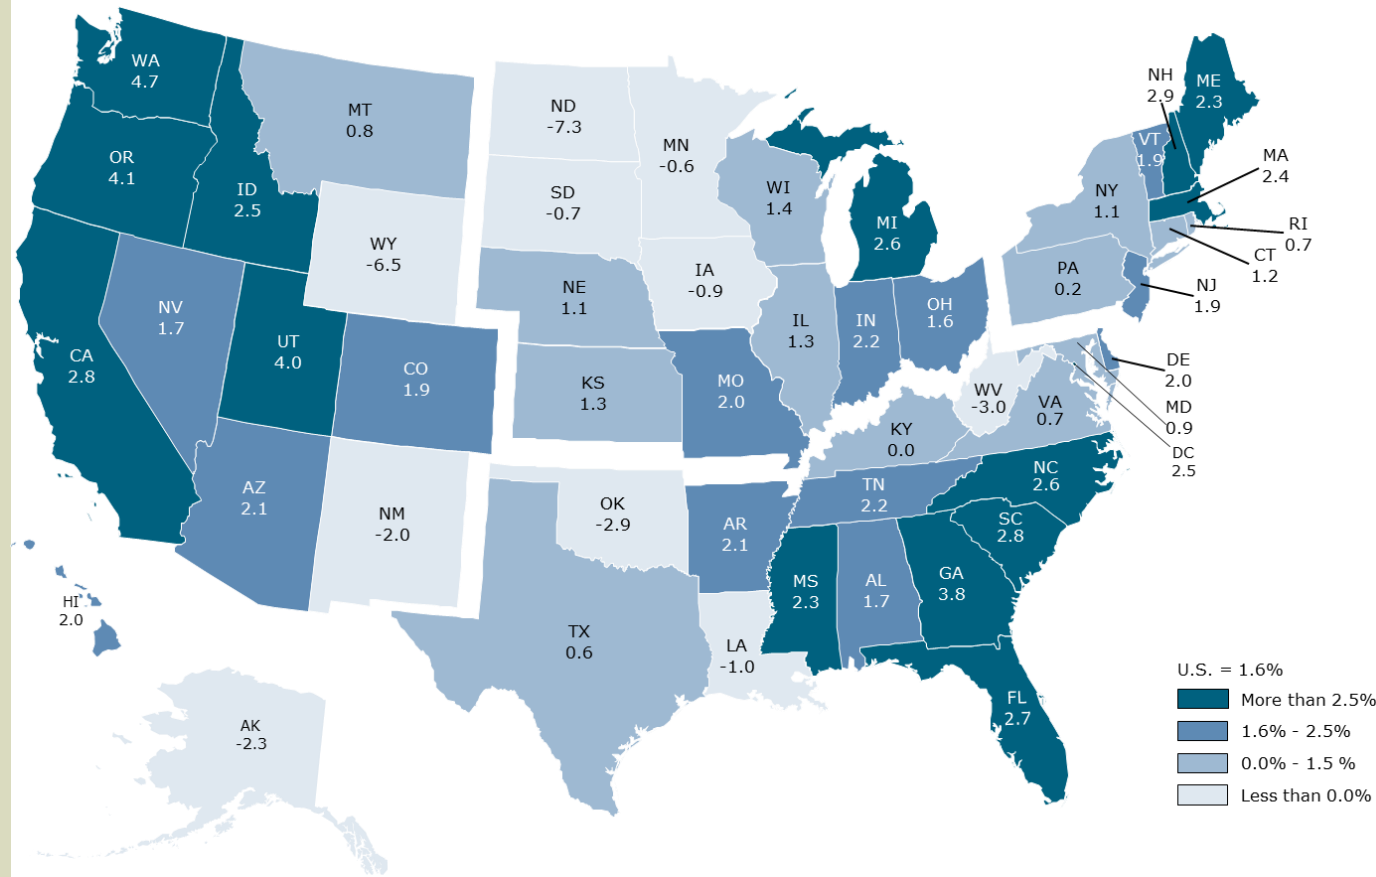 WA
4.7
MT
0.8
ND
-7.3
MN
-0.6
NH
2.9
ME
2.3
OR
4.1
ID
2.5
WY
-6.5
SD
-0.7
WI
1.4
MI
2.6
VT
1.9
NY
1.1
MA
2.4
RI
0.7
CT
1.2
NJ
1.9
NV
1.7
UT
4.0
NE
1.1
IA
-0.9
IL
1.3
IN
2.2
OH
1.6
PA
0.2
CA
2.8
CO
1.9
KS
1.3
MO
2.0
KY
0.0
WV
-3.0
VA
0.7
DE
2.0
MD
0.9
DC
2.5
AZ
2.1
NM
-2.0
OK
-2.9
AR
2.1
TN
2.2
NC
2.6
SC
2.8
HI
2.0
TX
0.6
LA
-1.0
MS
2.3
AL
1.7
GA
3.8
FL
2.7
AK
-2.3
U.S. = 1.6%
More than 2.5%
1.6% - 2.5%
0.0% - 1.5 %
Less than 0.0%